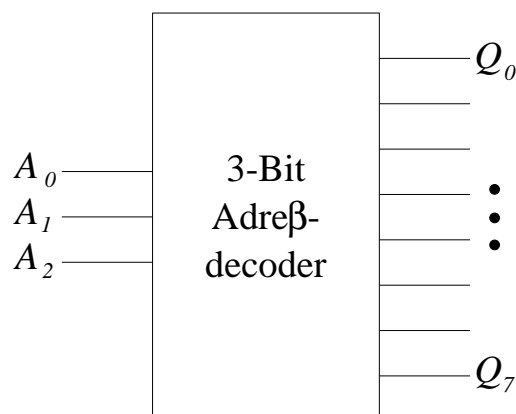 Q0
A0
A1
A2
3-Bit
Adreβ-
decoder
Q7